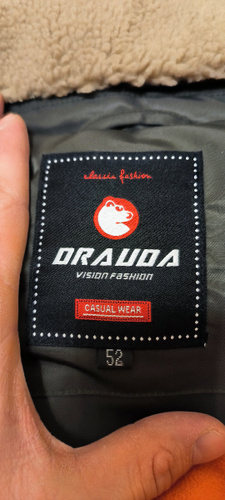 classic fashion
DRAUDA
VISION FASHION
CASUAL WEAR
52